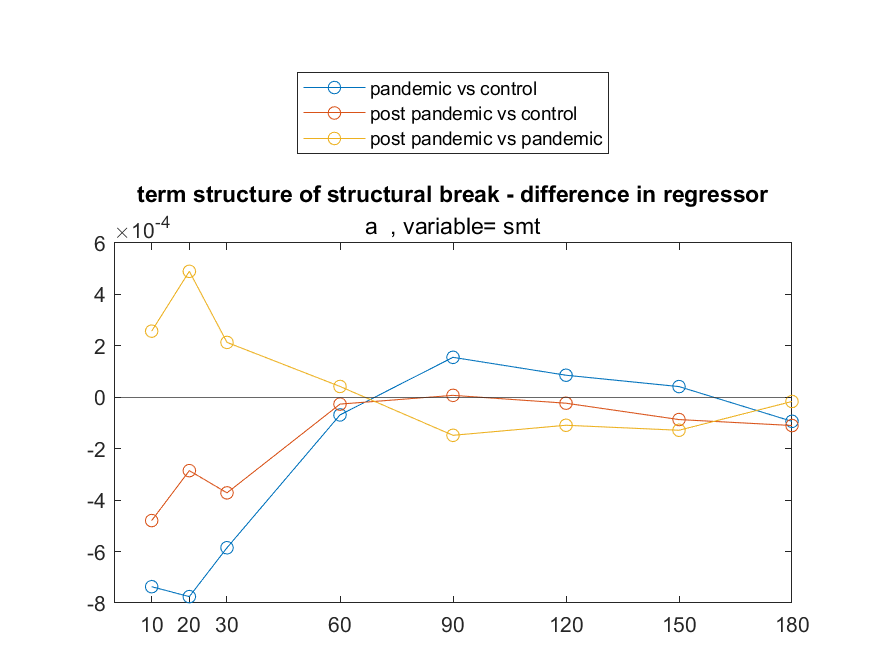 pandemic vs control
post pandemic vs control
post pandemic vs pandemic
term structure of structural break - difference in regressor
a , variable= smt
×10-4
6
4
2
0
-2
-4
-6
-8
10 20 30 60 90 120 150 180